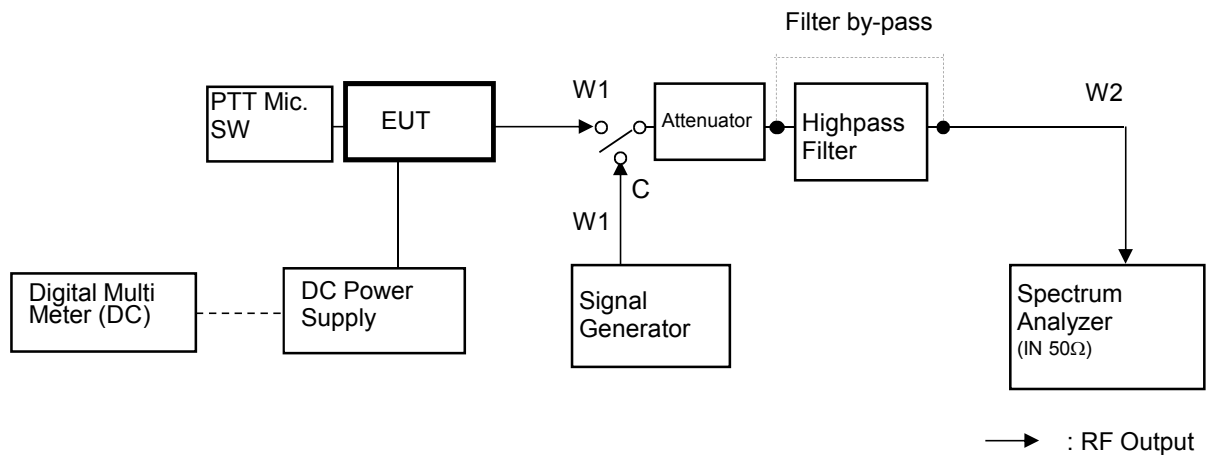 Filter by-pass
PTT Mic.
SW
EUT
W1
Attenuator
Highpass
Filter
W2
C
W1
Digital Multi
Meter (DC)
DC Power
Supply
Signal
Generator
Spectrum
Analyzer
(IN 50Ω)
: RF Output